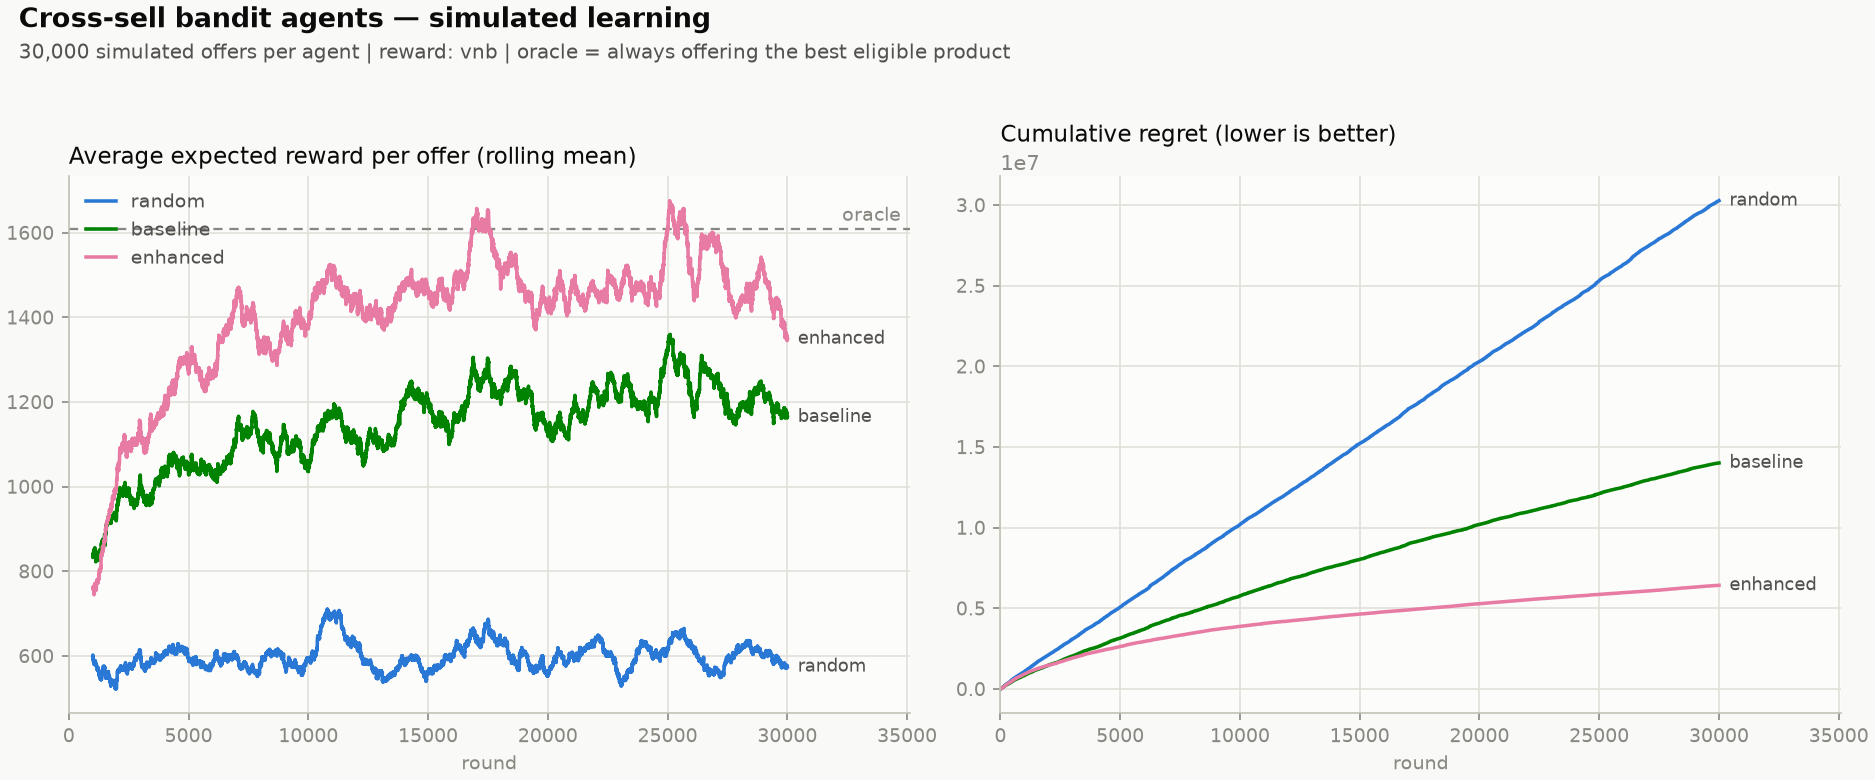 Cross-sell bandit agents — simulated learning
30,000 simulated offers per agent | reward: vnb | oracle = always offering the best eligible product
Average expected reward per offer (rolling mean)
random
baseline
enhanced
oracle
enhanced
baseline
random
1600
1400
1200
1000
800
600
0 5000 10000 15000 20000 25000 30000 35000
round
Cumulative regret (lower is better)
1e7
3.0
2.5
2.0
1.5
1.0
0.5
0.0
random
baseline
enhanced
0 5000 10000 15000 20000 25000 30000 35000
round